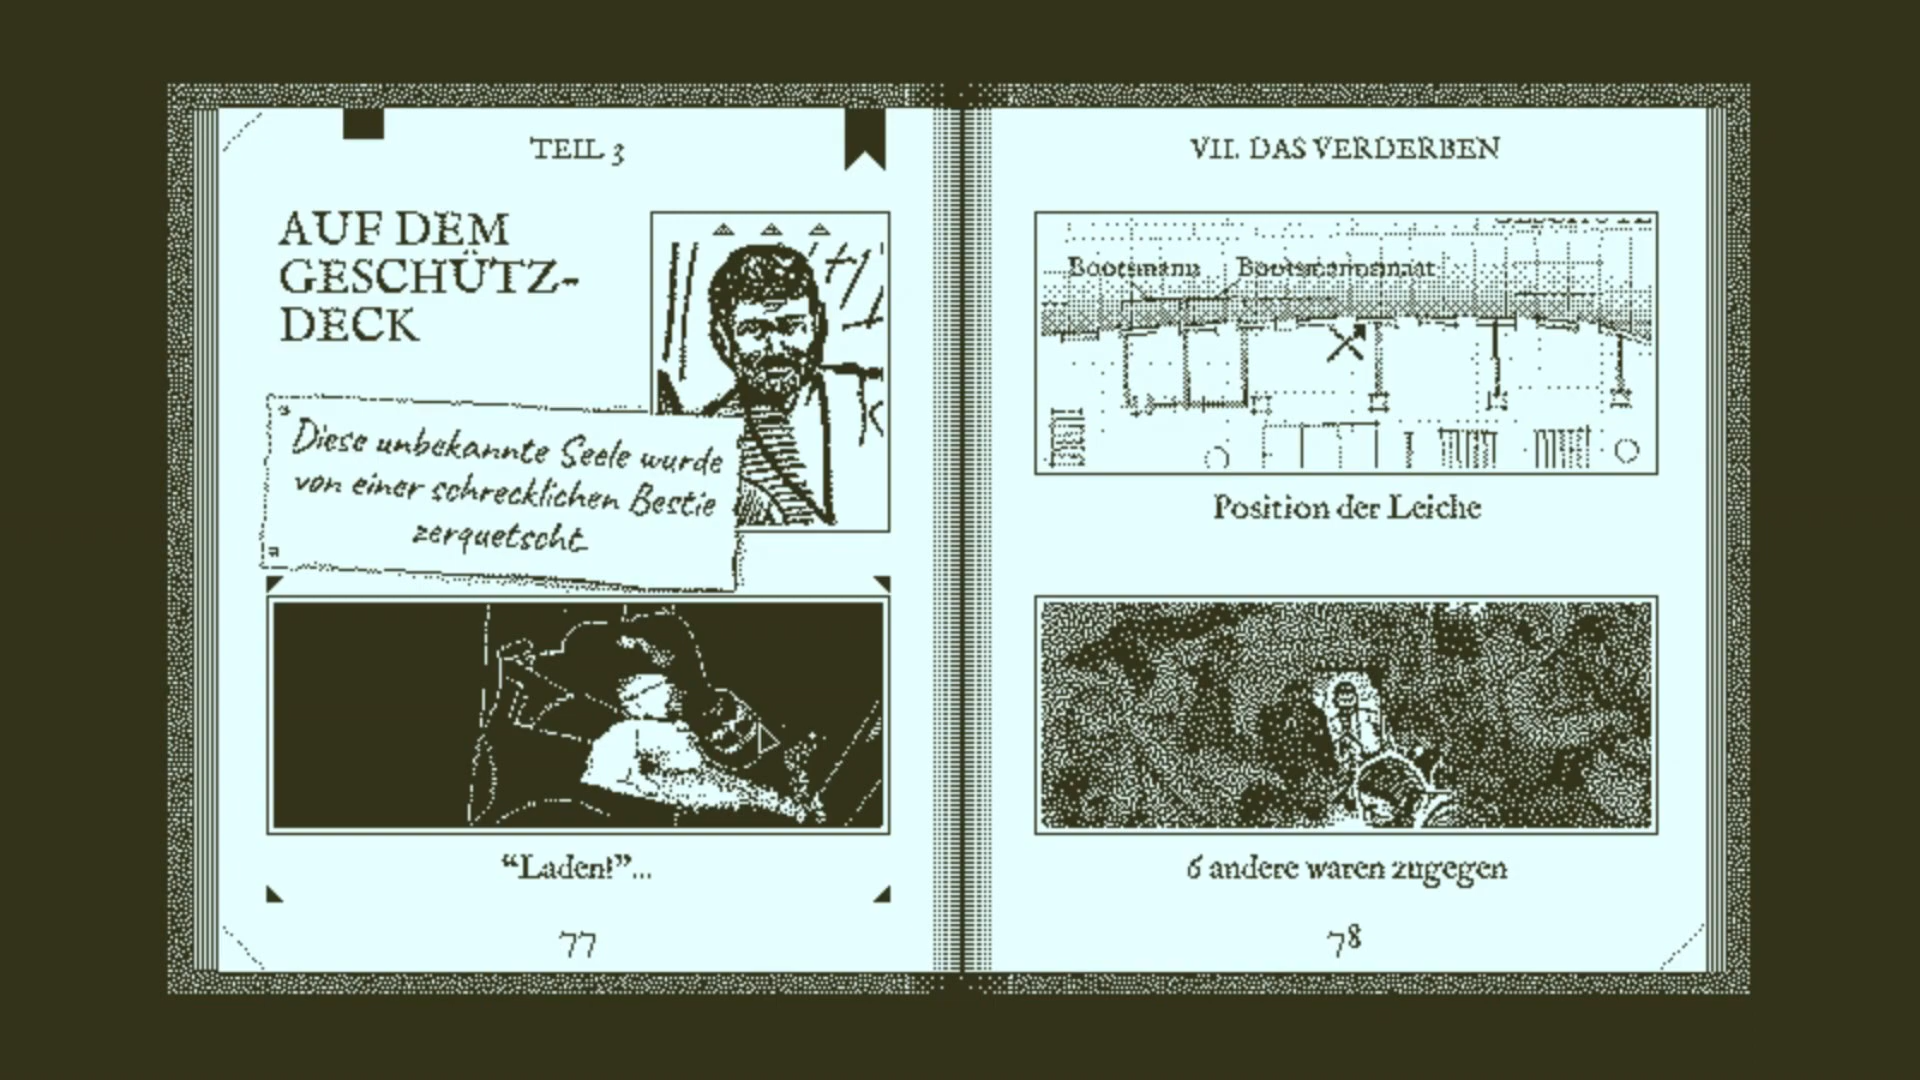 TEIL 3
AUF DEM
GESCHÜTZ-
DECK
"Diese unbekannte Seele wurde
von einer schrecklichen Bestie
zerquetscht."
“Laden!”...
77
VII. DAS VERDERBEN
Bootsmann Bootsmannsmaat
Position der Leiche
6 andere waren zugegen
78